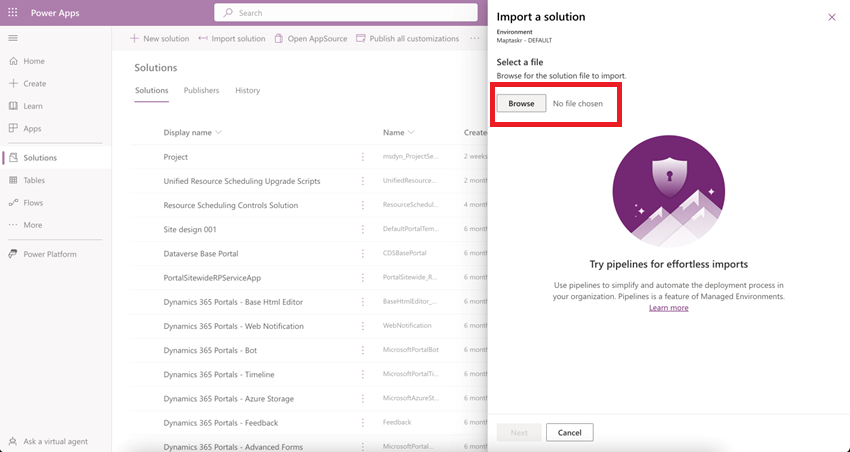 Power Apps
Search
Home
Create
Learn
Apps
Solutions
Tables
Flows
More
Power Platform
Ask a virtual agent
New solution
Import solution
Open AppSource
Publish all customizations
Solutions
Solutions Publishers History
Display name Name Created
Project msdyn_ProjectSe... 2 weeks
Unified Resource Scheduling Upgrade Scripts UnifiedResource... 2 month
Resource Scheduling Controls Solution ResourceSchedul... 4 month
Site design 001 DefaultPortalTem... 6 month
Dataverse Base Portal CDSBasePortal 6 month
PortalSitewideRPServiceApp PortalSitewide_R... 6 month
Dynamics 365 Portals - Base Html Editor BaseHtmlEditor_... 6 month
Dynamics 365 Portals - Web Notification WebNotification 6 month
Dynamics 365 Portals - Bot MicrosoftPortalBot 6 month
Dynamics 365 Portals - Timeline MicrosoftPortalTi... 6 month
Dynamics 365 Portals - Azure Storage MicrosoftAzureSt... 6 month
Dynamics 365 Portals - Feedback Feedback 6 month
Dynamics 365 Portals - Advanced Forms MicrosoftPortal... 6 month
Import a solution
Environment
Maptaskr - DEFAULT
Select a file
Browse for the solution file to import.
Browse No file chosen
Try pipelines for effortless imports
Use pipelines to simplify and automate the deployment process in
your organization. Pipelines is a feature of Managed Environments.
Learn more
Next Cancel